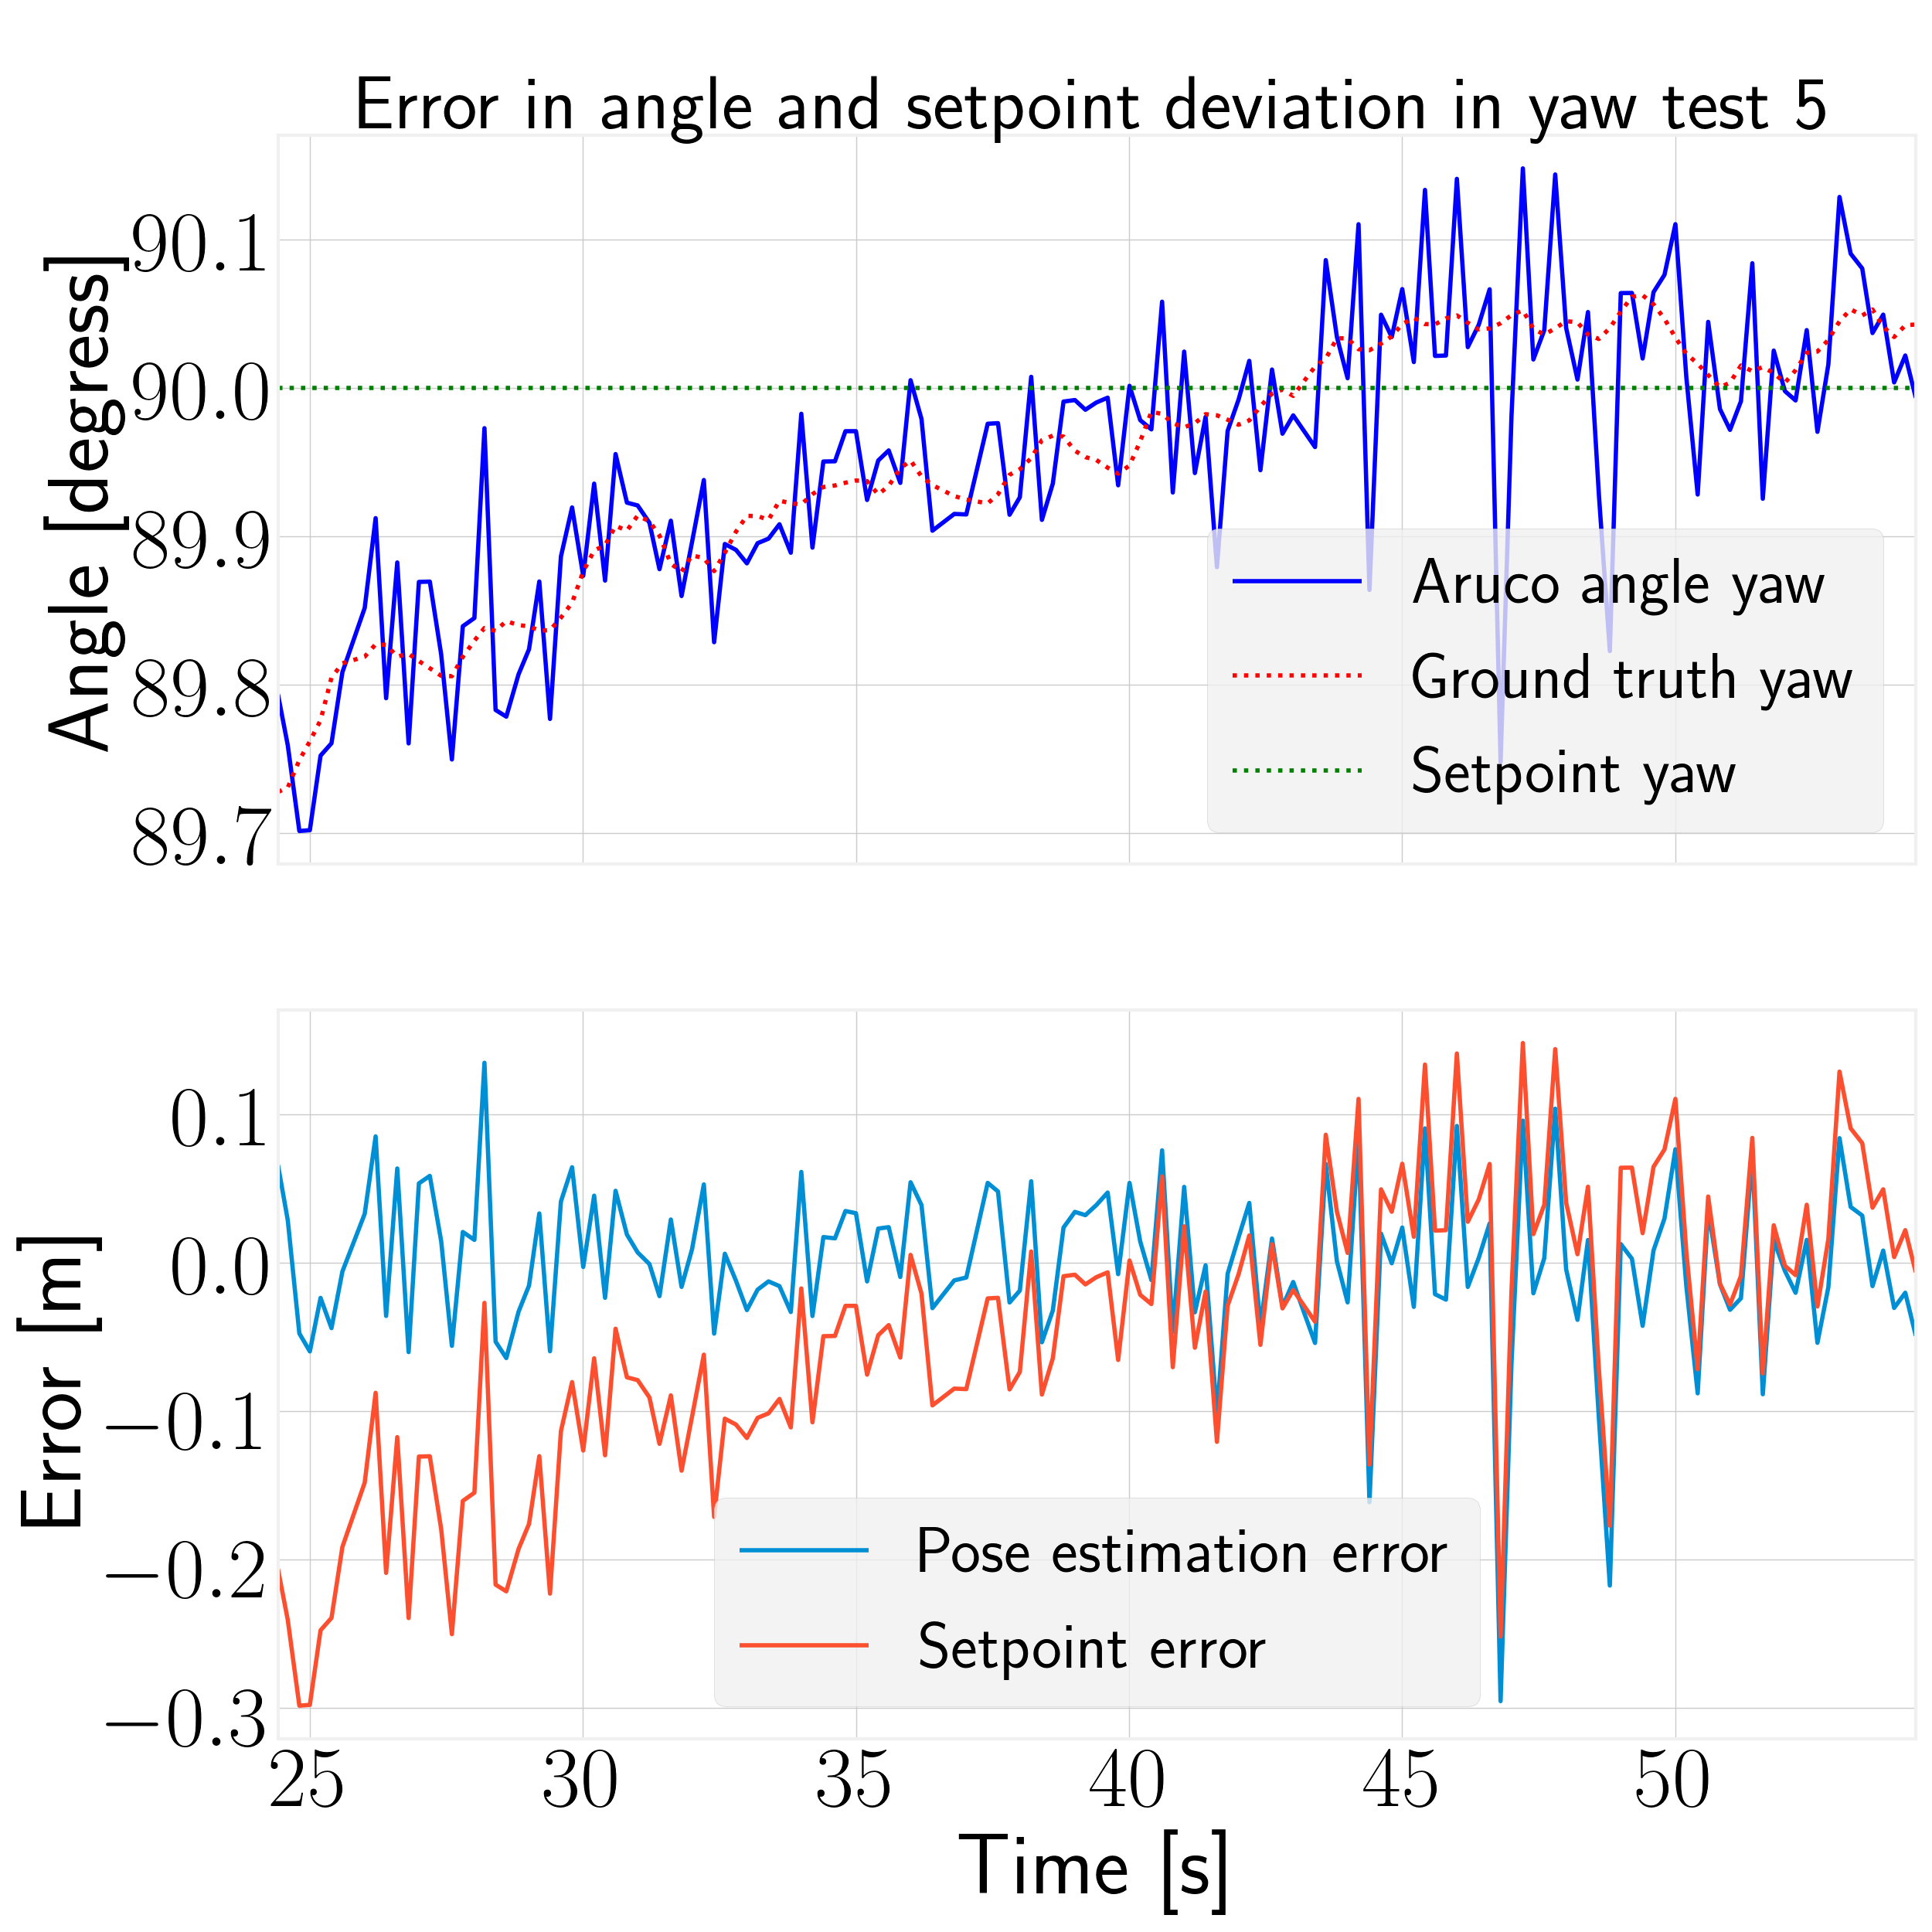 Error in angle and setpoint deviation in yaw test 5
Angle [degress]
90.1
90.0
89.9
89.8
89.7
Aruco angle yaw
Ground truth yaw
Setpoint yaw
Error [m]
0.1
0.0
−0.1
−0.2
−0.3
Pose estimation error
Setpoint error
25 30 35 40 45 50
Time [s]